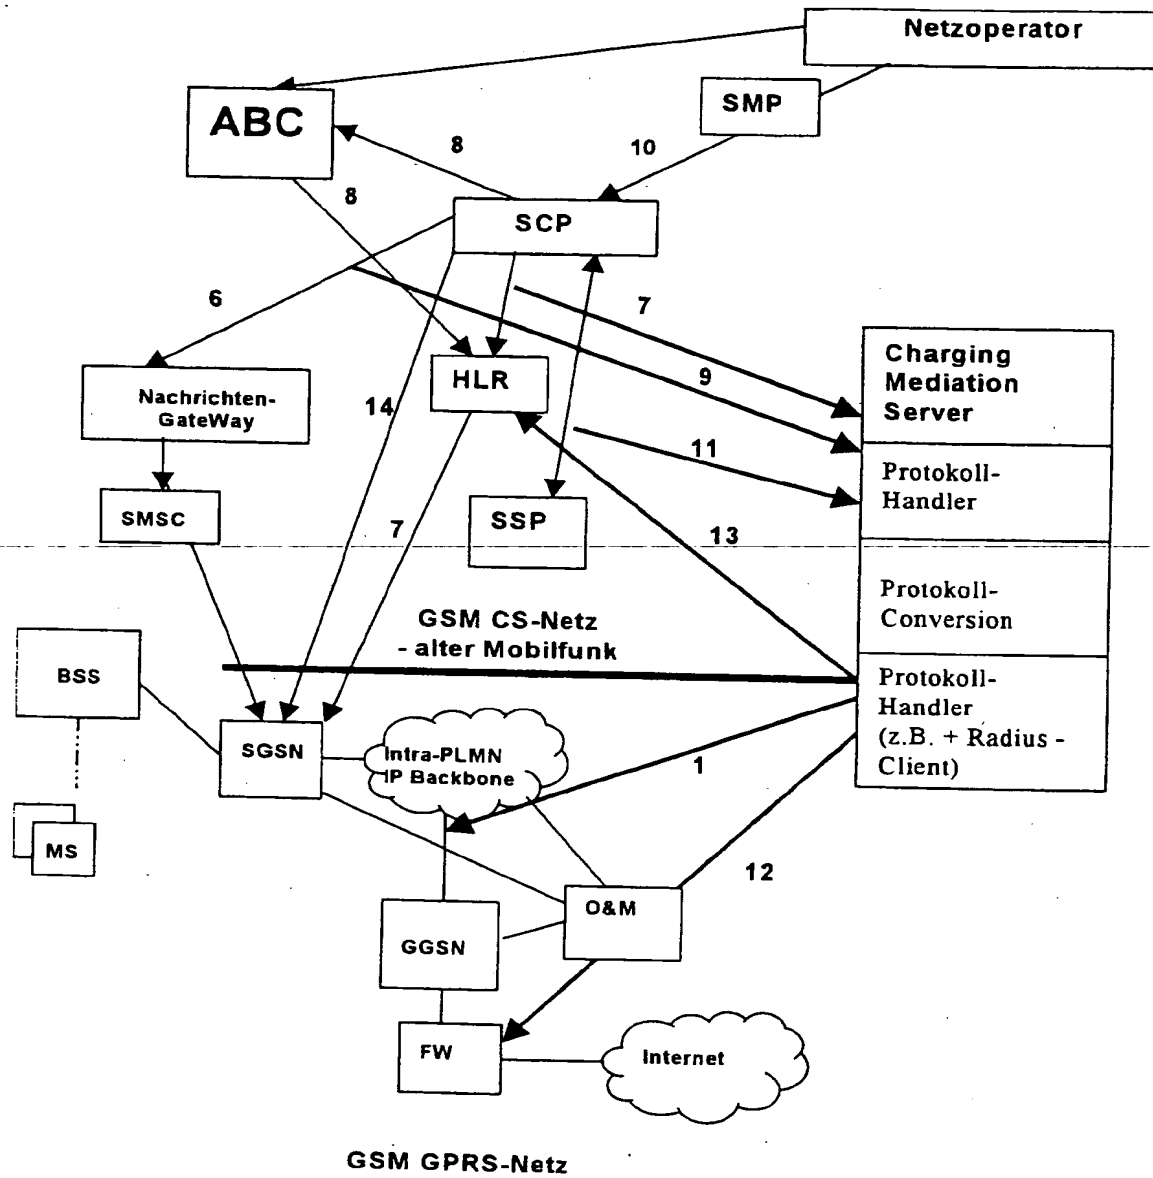 Netzoperator
SMP
ABC
8
10
8
SCP
6
7
Charging
Mediation
Server
HLR
9
Nachrichten-
GateWay
14
11
Protokoll-
Handler
SMSC
SSP
7
13
Protokoll-
Conversion
GSM CS-Netz
- alter Mobilfunk
BSS
Protokoll-
Handler
(z.B. + Radius -
Client)
SGSN
Intra-PLMN
IP Backbone
1
MS
12
O&M
GGSN
FW
Internet
GSM GPRS-Netz